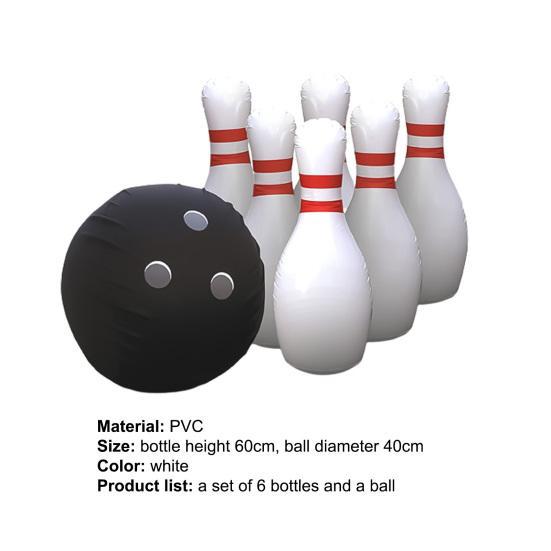 Material: PVC
Size: bottle height 60cm, ball diameter 40cm
Color: white
Product list: a set of 6 bottles and a ball